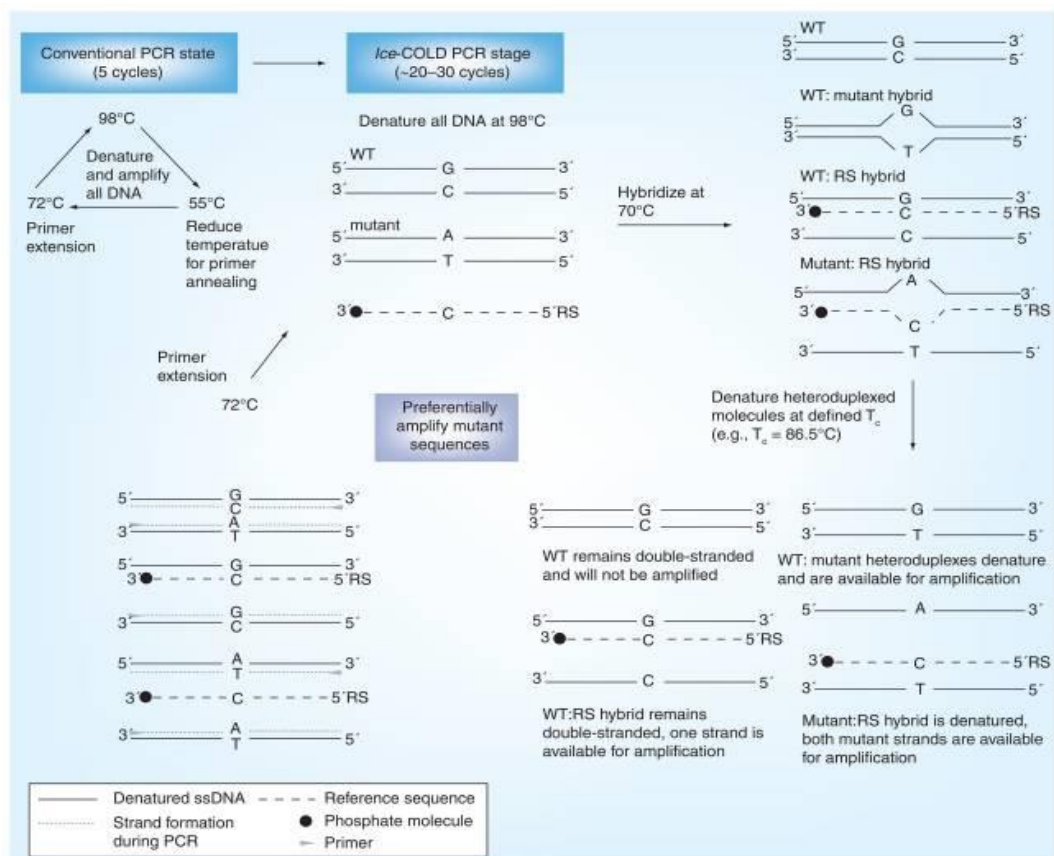 Conventional PCR state
(5 cycles)
98°C
Denature
and amplify
all DNA
72°C
55°C
Primer
extension
Reduce
temperatue
for primer
annealing
Ice-COLD PCR stage
(~20–30 cycles)
Denature all DNA at 98°C
WT
5´ G 3´
3´ C 5´
mutant
5´ A 3´
3´ T 5´
3´ C 5´RS
Primer
extension
72°C
Hybridize at
70°C
WT
5´ G 3´
3´ C 5´
WT: mutant hybrid
G
5´ 3´
3´ 5´
T
WT: RS hybrid
5´ G 3´
3´ C 5´RS
3´ C 5´
Mutant: RS hybrid
A
5´ 3´
3´ 5´RS
C
3´ T 5´
Denature heteroduplexed
molecules at defined Tc
(e.g., Tc = 86.5°C)
Preferentially
amplify mutant
sequences
5´ G 3´
C
A
3´ T 5´
5´ G 3´
3´ C 5´RS
G
3´ C 5´
5´ A 3´
T
3´ C 5´RS
A
3´ T 5´
5´ G 3´
3´ C 5´
WT remains double-stranded
and will not be amplified
5´ G 3´
3´ T 5´
WT: mutant heteroduplexes denature
and are available for amplification
5´ G 3´
3´ C 5´RS
3´ C 5´
WT:RS hybrid remains
double-stranded, one strand is
available for amplification
5´ A 3´
3´ C 5´RS
3´ T 5´
Mutant:RS hybrid is denatured,
both mutant strands are available
for amplification
Denatured ssDNA
Reference sequence
Strand formation
during PCR
Phosphate molecule
Primer